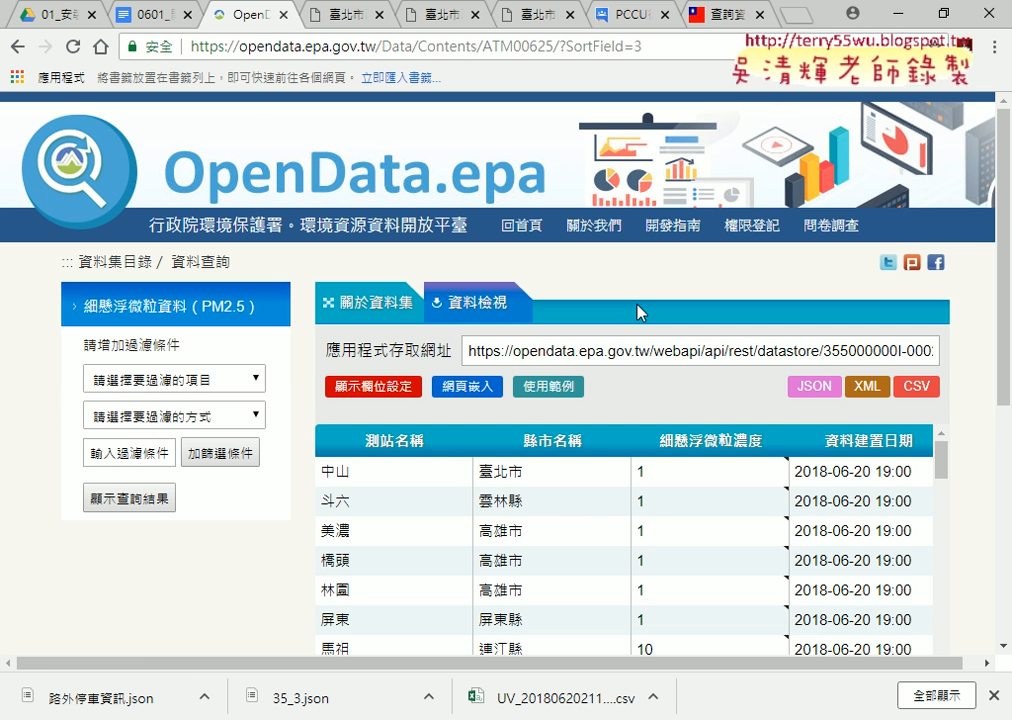 01_安
0601_
OpenD
臺北市
臺北市
臺北市
PCCU
查詢資
安全
https://opendata.epa.gov.tw/Data/Contents/ATM00625/?SortField=3
http://terry55wu.blogspot.tw
吳清輝老師錄製
應用程式
將書籤放置在書籤列上，即可快速前往各個網頁。
立即匯入書籤...
OpenData.epa
行政院環境保護署。環境資源資料開放平臺
回首頁
關於我們
開發指南
權限登記
問卷調查
::: 資料集目錄 / 資料查詢
細懸浮微粒資料（PM2.5）
請增加過濾條件
請選擇要過濾的項目
請選擇要過濾的方式
輸入過濾條件
加篩選條件
顯示查詢結果
關於資料集
資料檢視
應用程式存取網址
https://opendata.epa.gov.tw/webapi/api/rest/datastore/355000000I-000
顯示欄位設定
網頁嵌入
使用範例
JSON
XML
CSV
測站名稱 縣市名稱 細懸浮微粒濃度 資料建置日期
中山 臺北市 1 2018-06-20 19:00
斗六 雲林縣 1 2018-06-20 19:00
美濃 高雄市 1 2018-06-20 19:00
橋頭 高雄市 1 2018-06-20 19:00
林園 高雄市 1 2018-06-20 19:00
屏東 屏東縣 1 2018-06-20 19:00
馬祖 連江縣 10 2018-06-20 19:00
路外停車資訊.json
35_3.json
UV_20180620211....csv
全部顯示